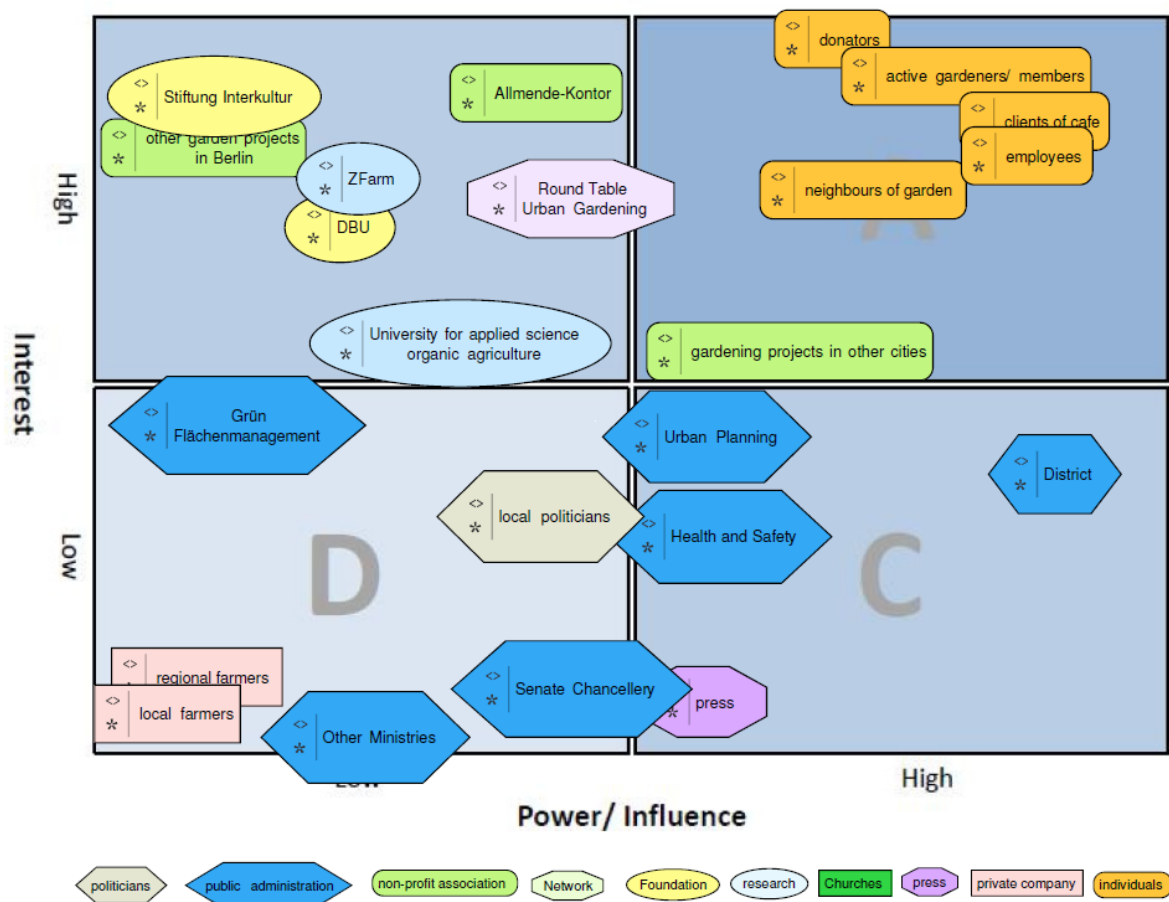 <> donators
*
<> active gardeners/ members
*
<> Stiftung Interkultur
*
<> Allmende-Kontor
*
<> clients of cafe
*
<> other garden projects
* in Berlin
<> employees
*
<> ZFarm
*
<> Round Table
* Urban Gardening
<> neighbours of garden
*
<> DBU
*
High
A
<> University for applied science
* organic agriculture
<> gardening projects in other cities
*
Interest
<> Grün
* Flächenmanagement
<> Urban Planning
*
<> District
*
<> local politicians
*
<> Health and Safety
*
Low
D
C
<> regional farmers
<> local farmers
*
<> Senate Chancellery
*
press
*
<> Other Ministries
*
Low
High
Power/ Influence
politicians
public administration
non-profit association
Network
Foundation
research
Churches
press
private company
individuals